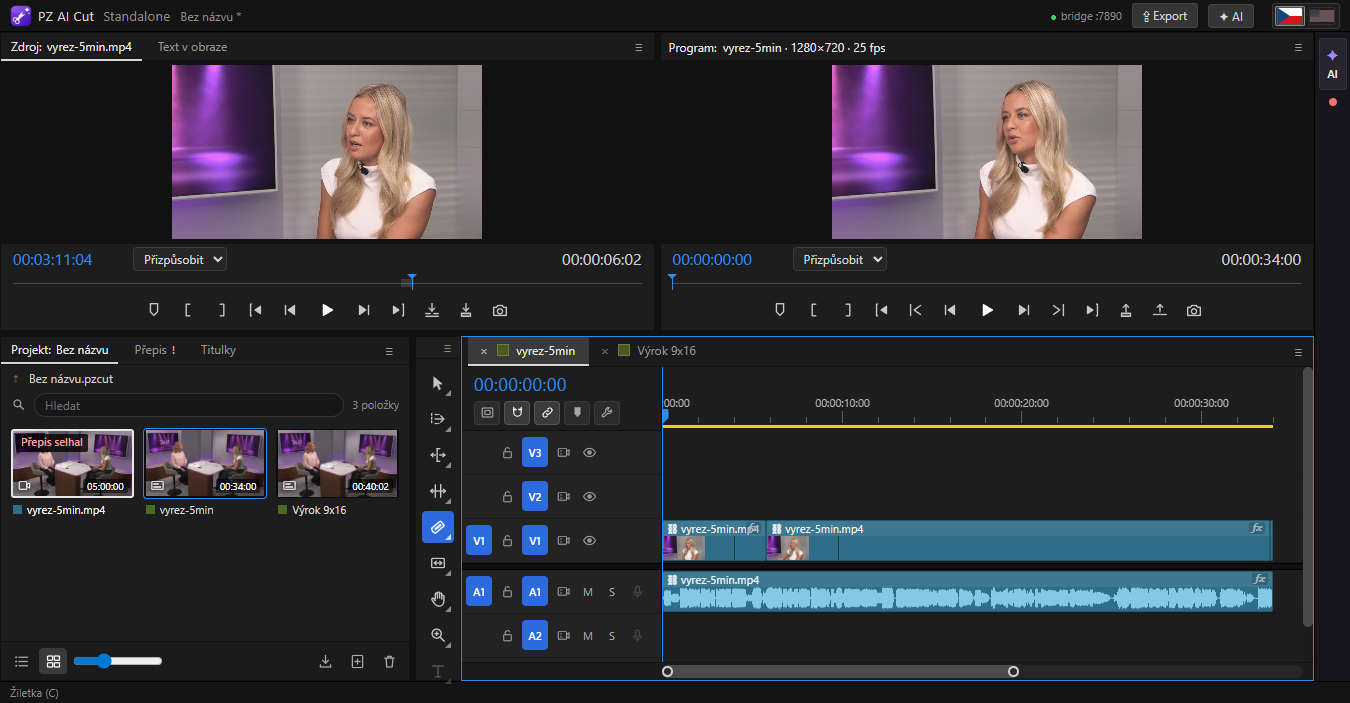 PZ AI Cut Standalone Bez názvu *
bridge :7890 Export AI
Zdroj: vyrez-5min.mp4 Text v obraze
Program: vyrez-5min · 1280×720 · 25 fps
AI
00:03:11:04 Přizpůsobit 00:00:06:02
00:00:00:00 Přizpůsobit 00:00:34:00
Projekt: Bez názvu Přepis ! Titulky
Bez názvu.pzcut
Hledat 3 položky
Přepis selhal
05:00:00 00:34:00 00:40:02
vyrez-5min.mp4 vyrez-5min Výrok 9x16
× vyrez-5min × Výrok 9x16
00:00:00:00
00:00 00:00:10:00 00:00:20:00 00:00:30:00
V3
V2
V1 V1
vyrez-5min.mp4 fx vyrez-5min.mp4 fx
A1 A1 M S
vyrez-5min.mp4 fx
A2 M S
T
Žiletka (C)